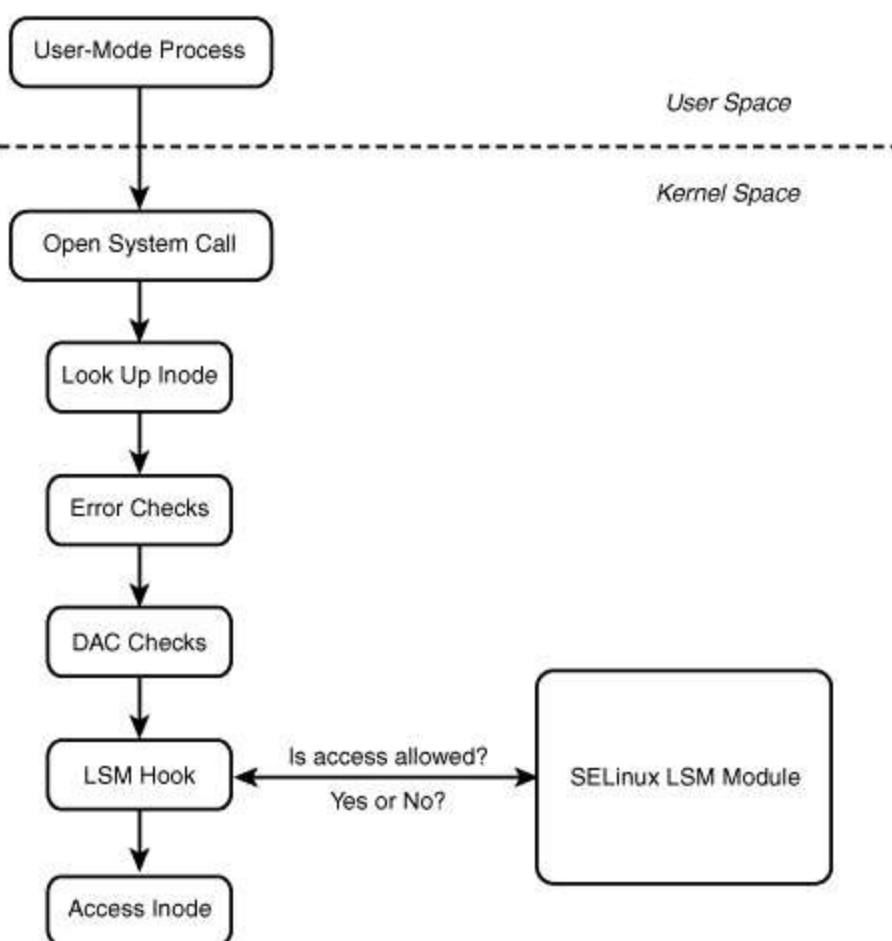 User-Mode Process
User Space
Kernel Space
Open System Call
Look Up Inode
Error Checks
DAC Checks
LSM Hook
Is access allowed?
Yes or No?
SELinux LSM Module
Access Inode